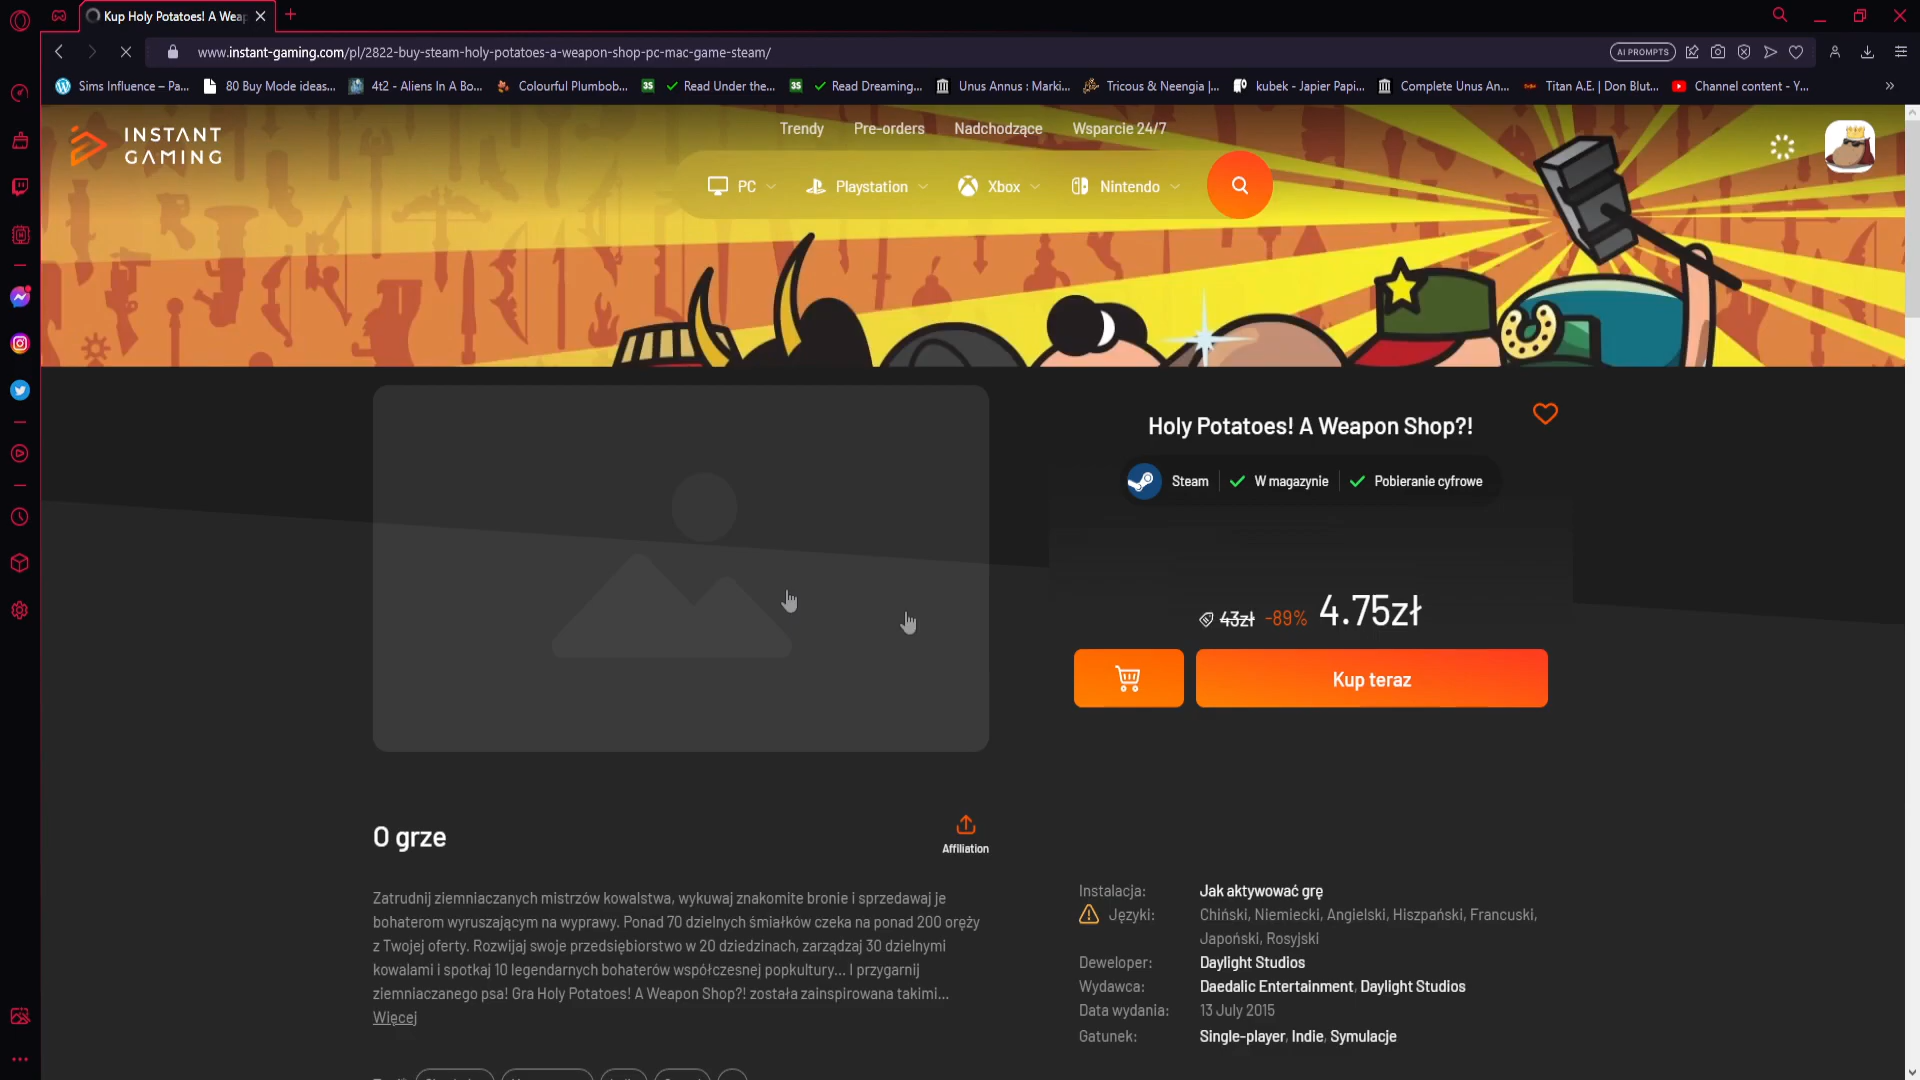 Kup Holy Potatoes! A Weap
www.instant-gaming.com/pl/2822-buy-steam-holy-potatoes-a-weapon-shop-pc-mac-game-steam/
AI PROMPTS
Sims Influence – Pa...
80 Buy Mode ideas...
4t2 - Aliens In A Bo...
Colourful Plumbob...
Read Under the...
Read Dreaming...
Unus Annus : Marki...
Tricous & Neengia |...
kubek - Japier Papi...
Complete Unus An...
Titan A.E. | Don Blut...
Channel content - Y...
INSTANT
GAMING
Trendy
Pre-orders
Nadchodzące
Wsparcie 24/7
PC
Playstation
Xbox
Nintendo
Holy Potatoes! A Weapon Shop?!
Steam
W magazynie
Pobieranie cyfrowe
43zł -89% 4.75zł
Kup teraz
O grze
Affiliation
Zatrudnij ziemniaczanych mistrzów kowalstwa, wykuwaj znakomite bronie i sprzedawaj je
bohaterom wyruszającym na wyprawy. Ponad 70 dzielnych śmiałków czeka na ponad 200 oręży
z Twojej oferty. Rozwijaj swoje przedsiębiorstwo w 20 dziedzinach, zarządzaj 30 dzielnymi
kowalami i spotkaj 10 legendarnych bohaterów współczesnej popkultury... I przygarnij
ziemniaczanego psa! Gra Holy Potatoes! A Weapon Shop?! została zainspirowana takimi...
Więcej
Instalacja: Jak aktywować grę
Języki: Chiński, Niemiecki, Angielski, Hiszpański, Francuski,
Japoński, Rosyjski
Deweloper: Daylight Studios
Wydawca: Daedalic Entertainment, Daylight Studios
Data wydania: 13 July 2015
Gatunek: Single-player, Indie, Symulacje